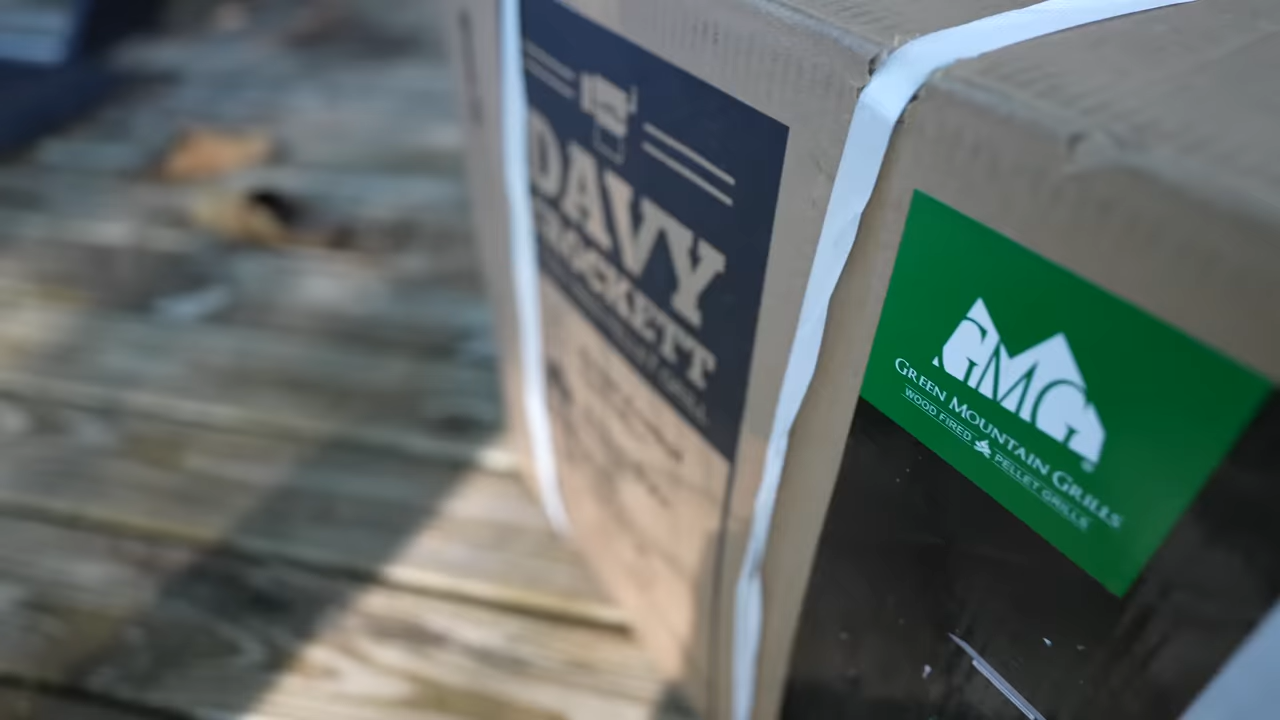 DAVY
CROCKETT
GMG
GREEN MOUNTAIN GRILLS
WOOD FIRED PELLET GRILLS